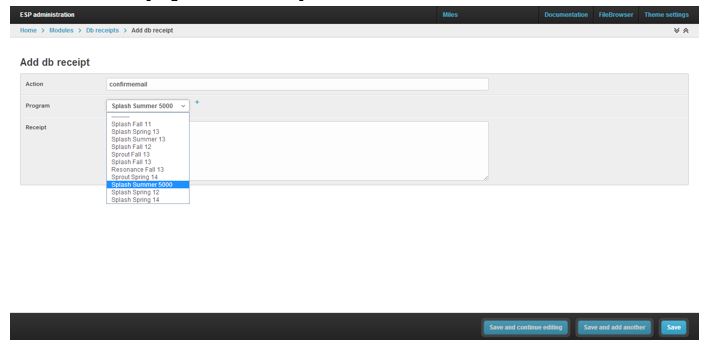 ESP administration Miles Documentation FileBrowser Theme settings
Home > Modules > Db receipts > Add db receipt
Add db receipt
Action confirmemail
Program Splash Summer 5000 +
---------
Receipt
Splash Fall 11
Splash Spring 13
Splash Summer 13
Splash Fall 12
Sprout Fall 13
Splash Fall 13
Resonance Fall 13
Sprout Spring 14
Splash Summer 5000
Splash Spring 12
Splash Spring 14
Save and continue editing Save and add another Save